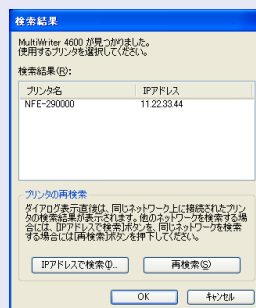 検索結果
MultiWriter 4600 が見つかりました。
使用するプリンタを選択してください。
検索結果(R):
プリンタ名 IPアドレス
NFE-290000 11.22.33.44
プリンタの再検索
ダイアログ表示直後は、同じネットワーク上に接続されたプリン
タの検索結果が表示されます。他のネットワークを検索する場
合には、[IPアドレスで検索]ボタンを、同じネットワークを検索
する場合には[再検索]ボタンを押下してください。
IPアドレスで検索(I)... 再検索(S)
OK キャンセル